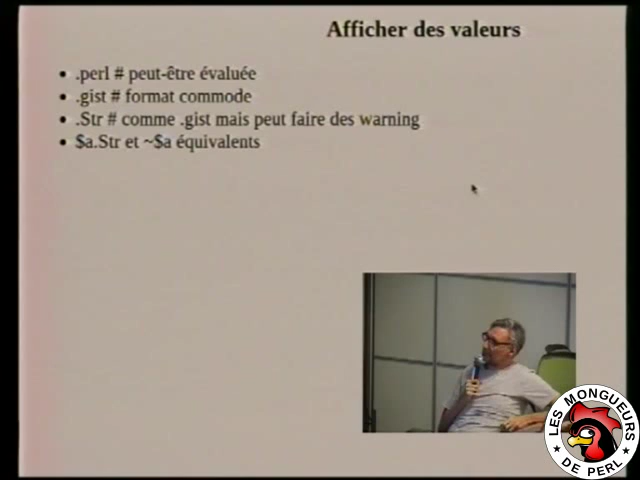 Afficher des valeurs
.perl # peut-être évaluée
.gist # format commode
.Str # comme .gist mais peut faire des warning
$a.Str et ~$a équivalents
LES MONGUEURS
★ DE PERL ★